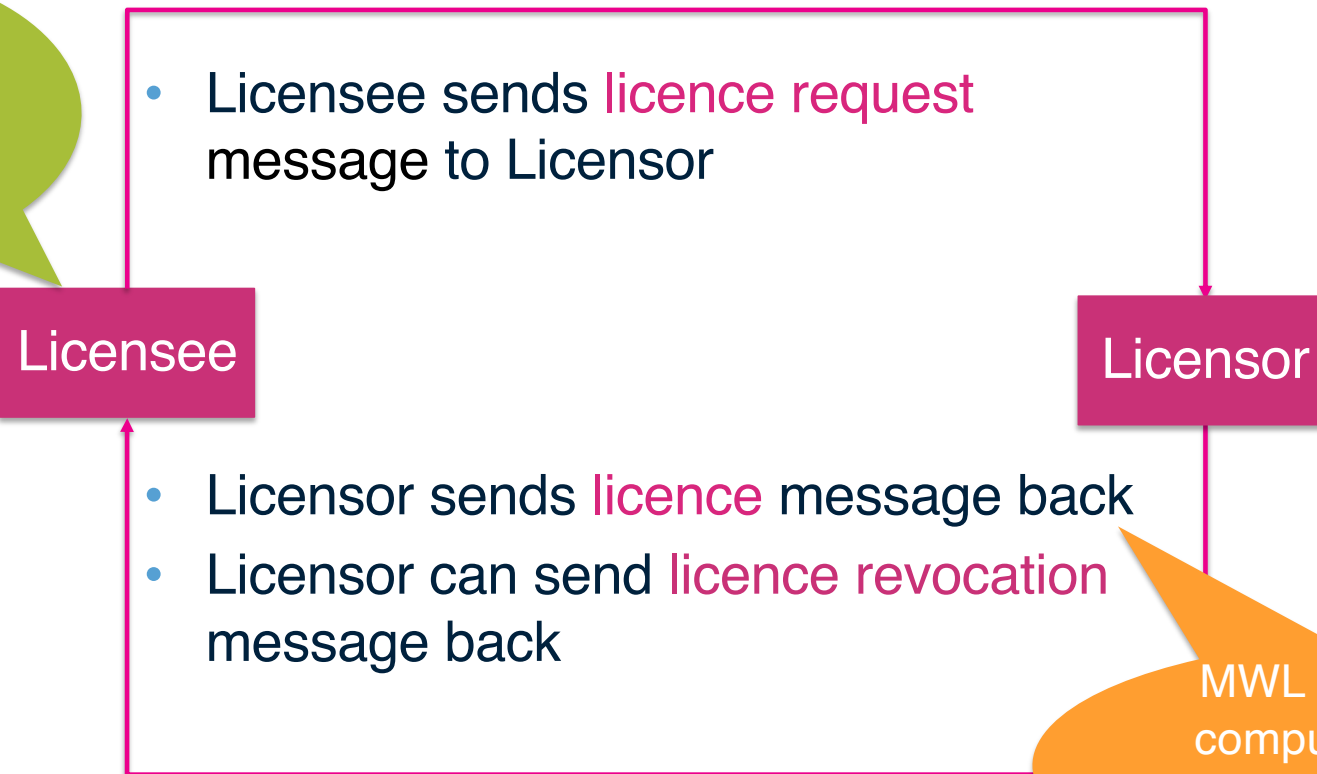 • Licensee sends licence request
message to Licensor
Licensee
Licensor
• Licensor sends licence message back
• Licensor can send licence revocation
message back
MWL